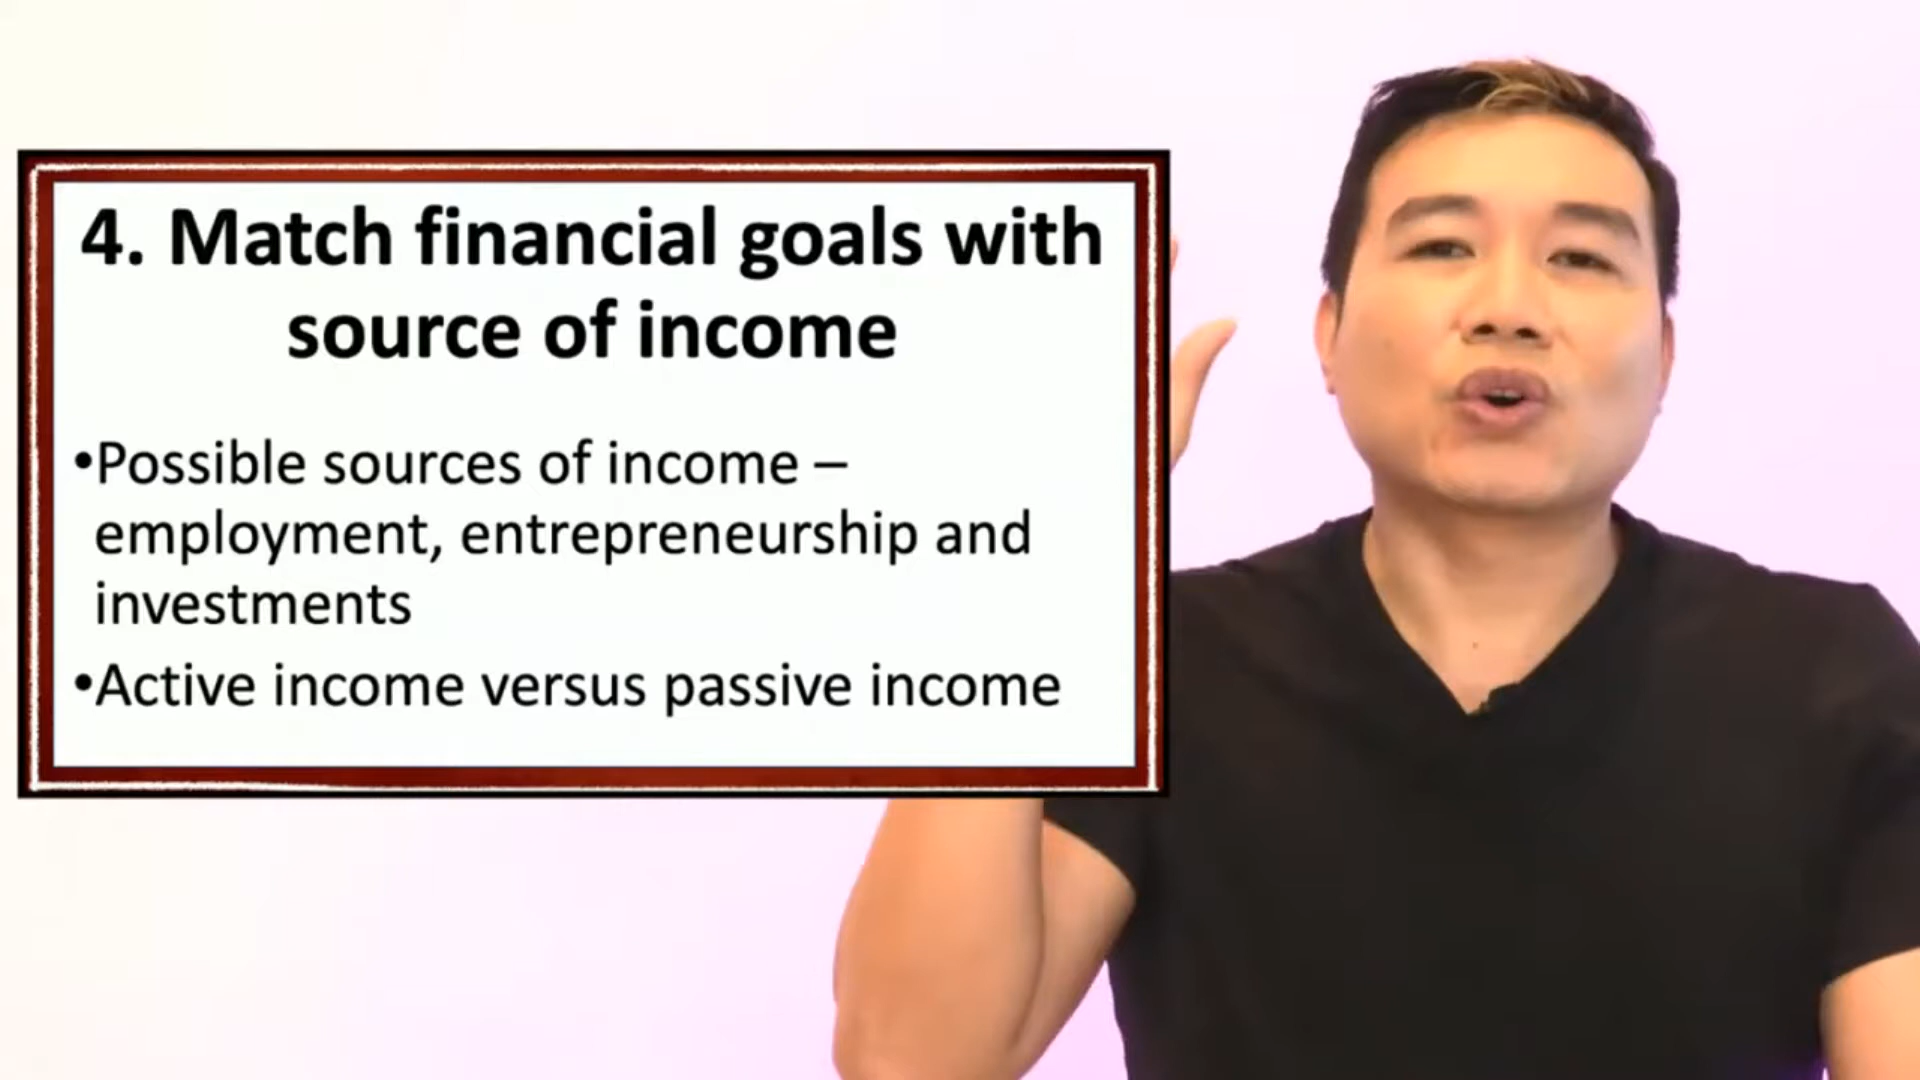 4. Match financial goals with
source of income
•Possible sources of income –
employment, entrepreneurship and
investments
•Active income versus passive income